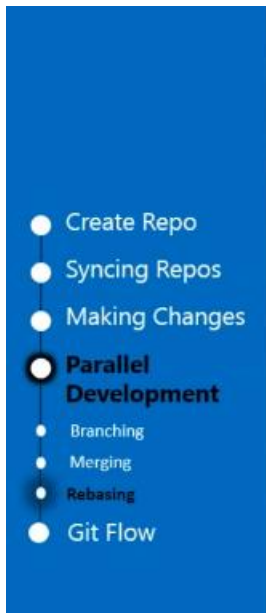 Create Repo
Syncing Repos
Making Changes
Parallel
Development
Branching
Merging
Rebasing
Git Flow